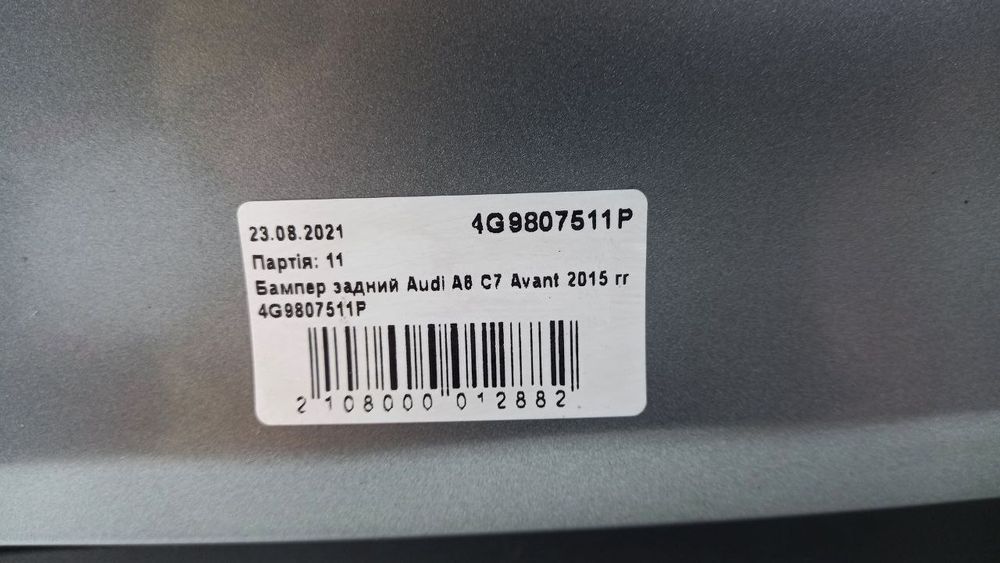 23.08.2021 4G9807511P
Партія: 11
Бампер задний Audi A6 C7 Avant 2015 гг
4G9807511P
2 108000 012882